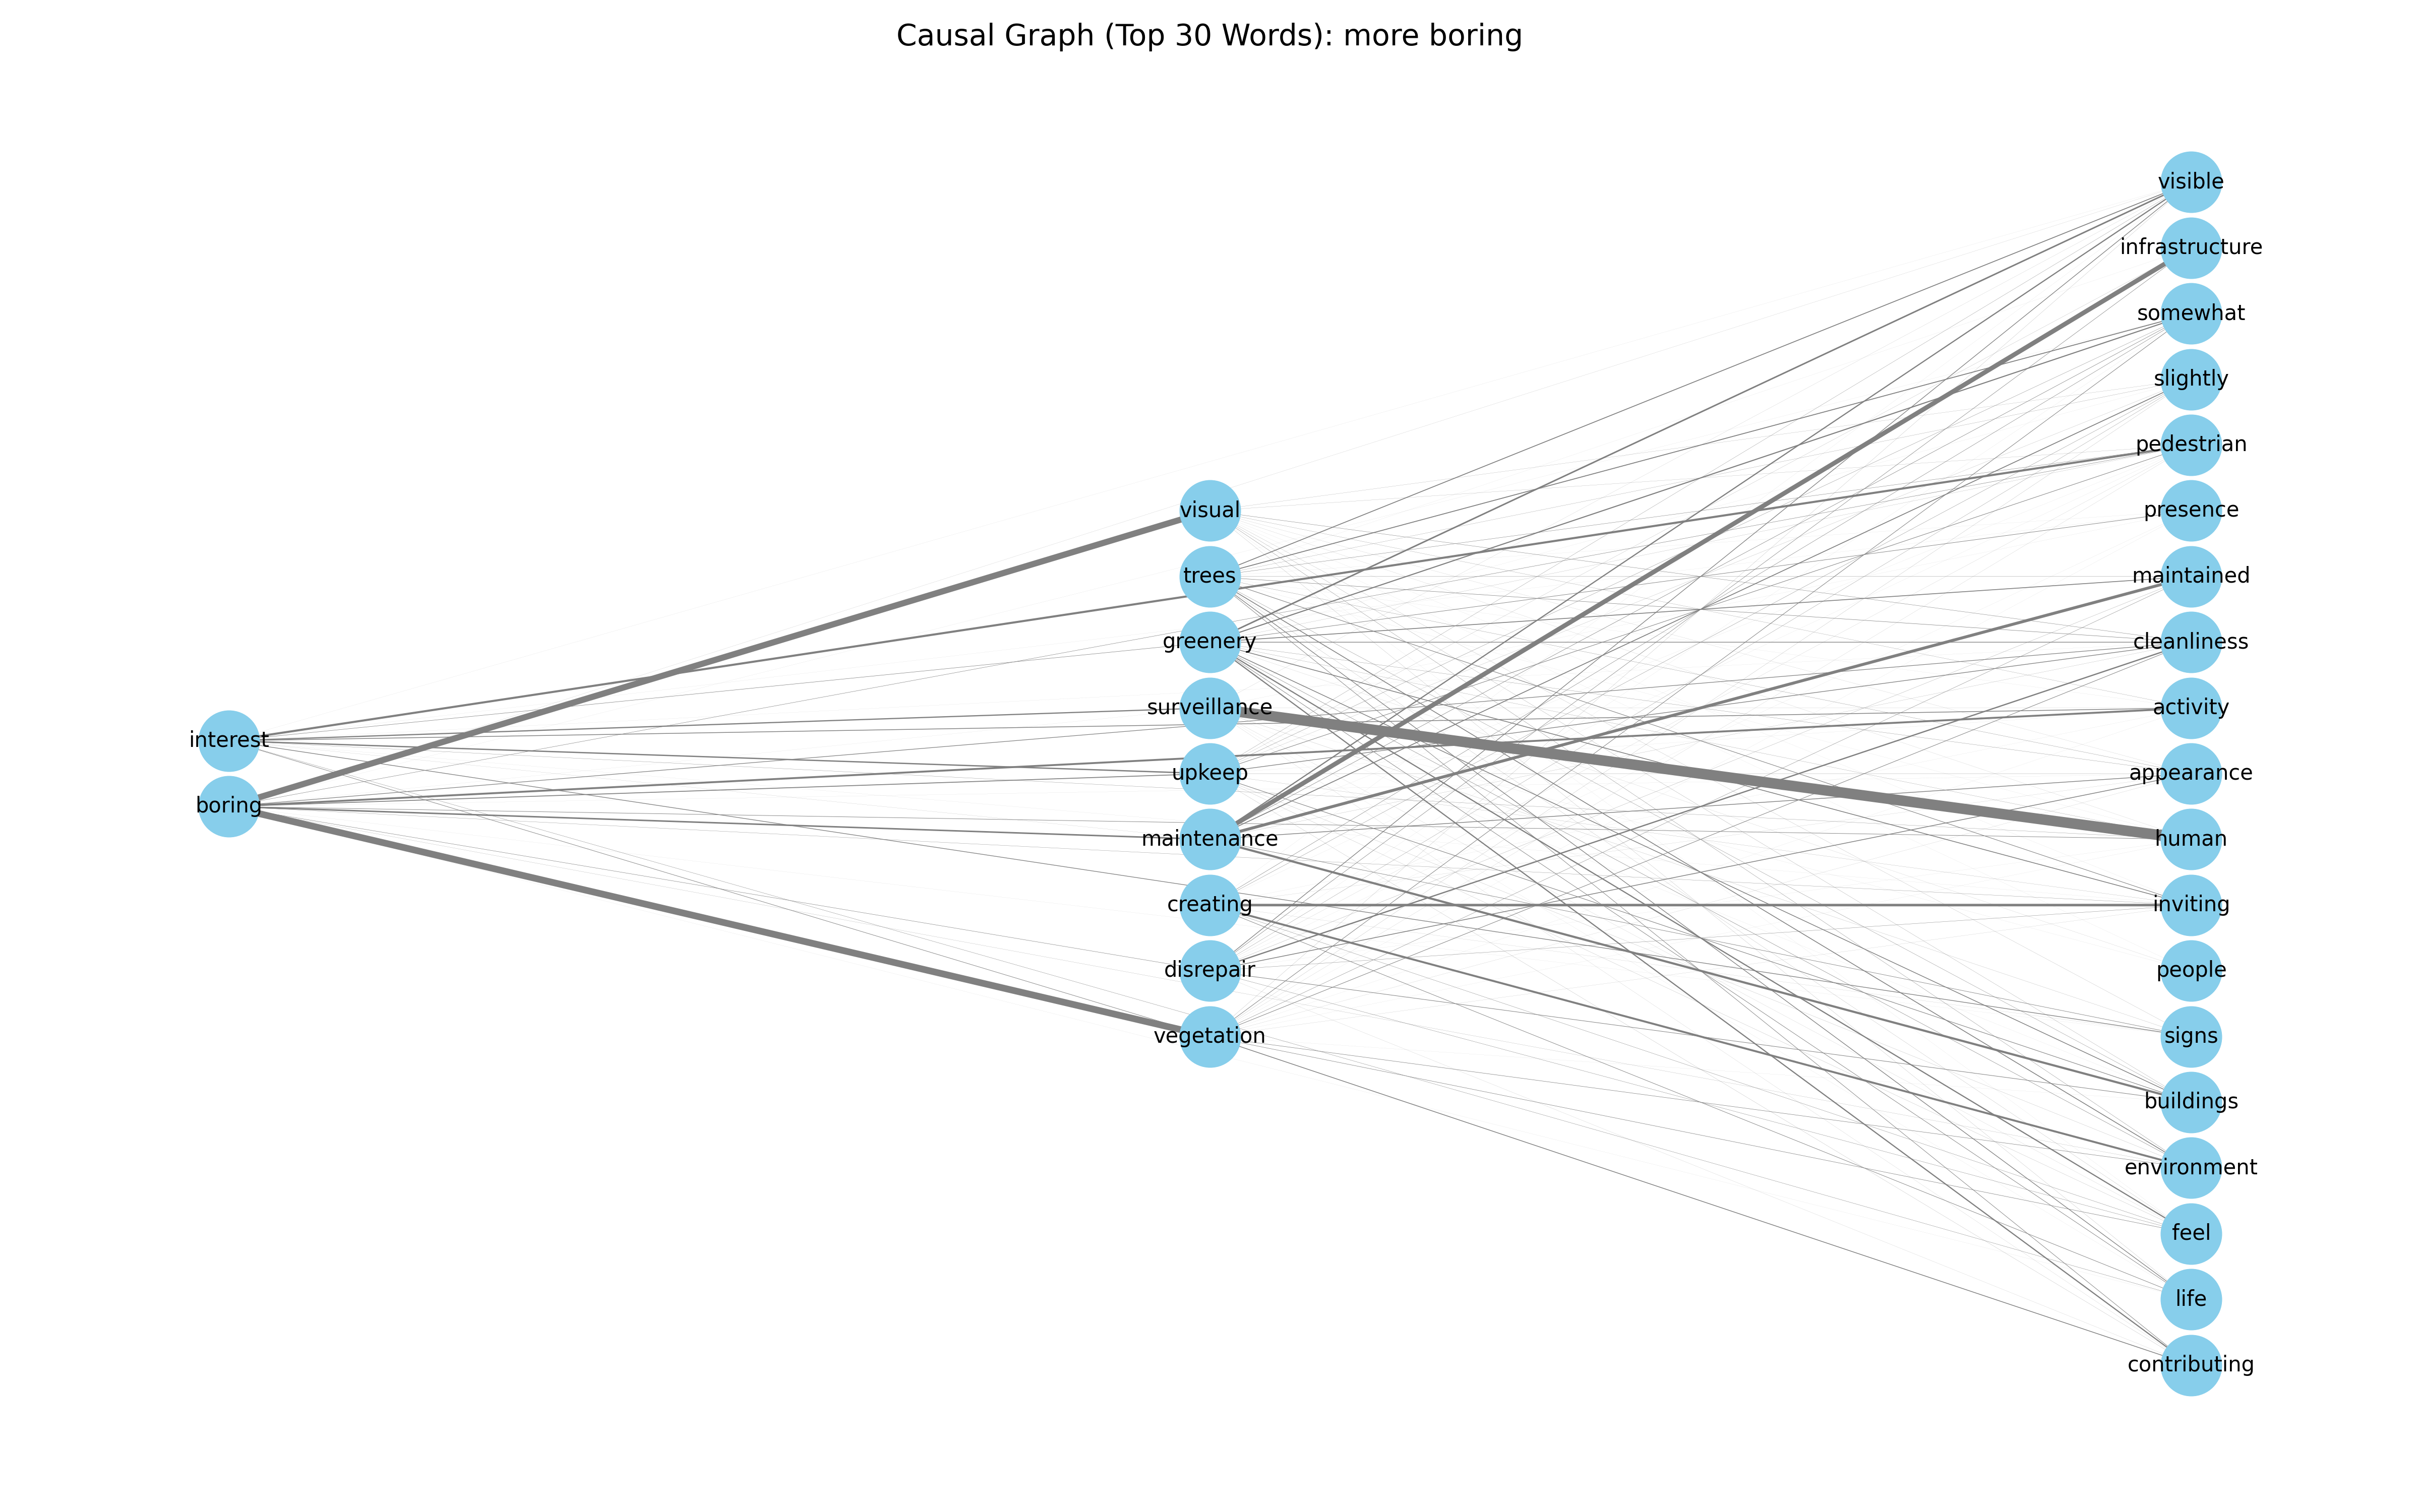 Causal Graph (Top 30 Words): more boring
interest
boring
visual
trees
greenery
surveillance
upkeep
maintenance
creating
disrepair
vegetation
visible
infrastructure
somewhat
slightly
pedestrian
presence
maintained
cleanliness
activity
appearance
human
inviting
people
signs
buildings
environment
feel
life
contributing